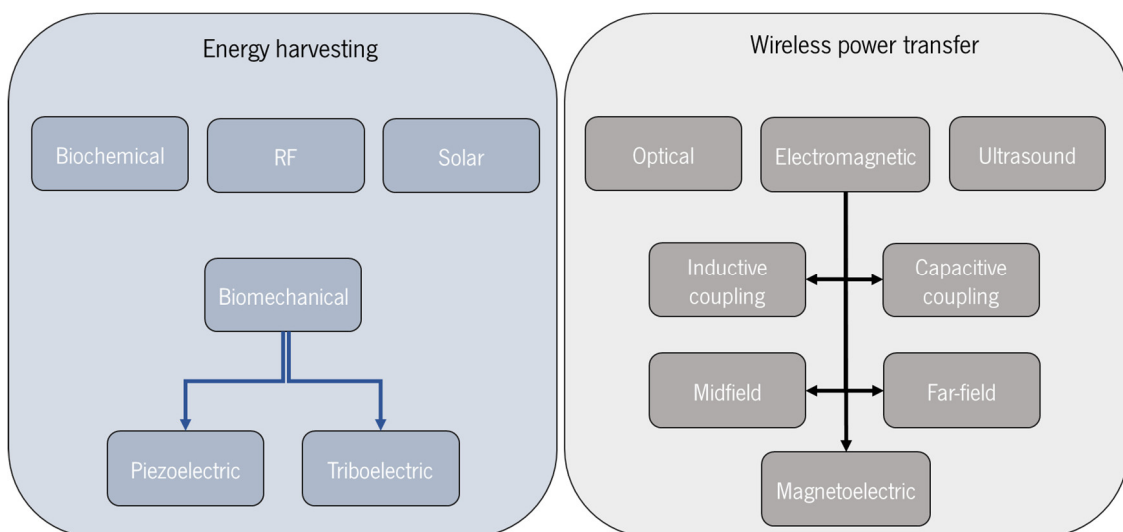 Energy harvesting
Biochemical
RF
Solar
Biomechanical
Piezoelectric
Triboelectric
Wireless power transfer
Optical
Electromagnetic
Ultrasound
Inductive
coupling
Capacitive
coupling
Midfield
Far-field
Magnetoelectric